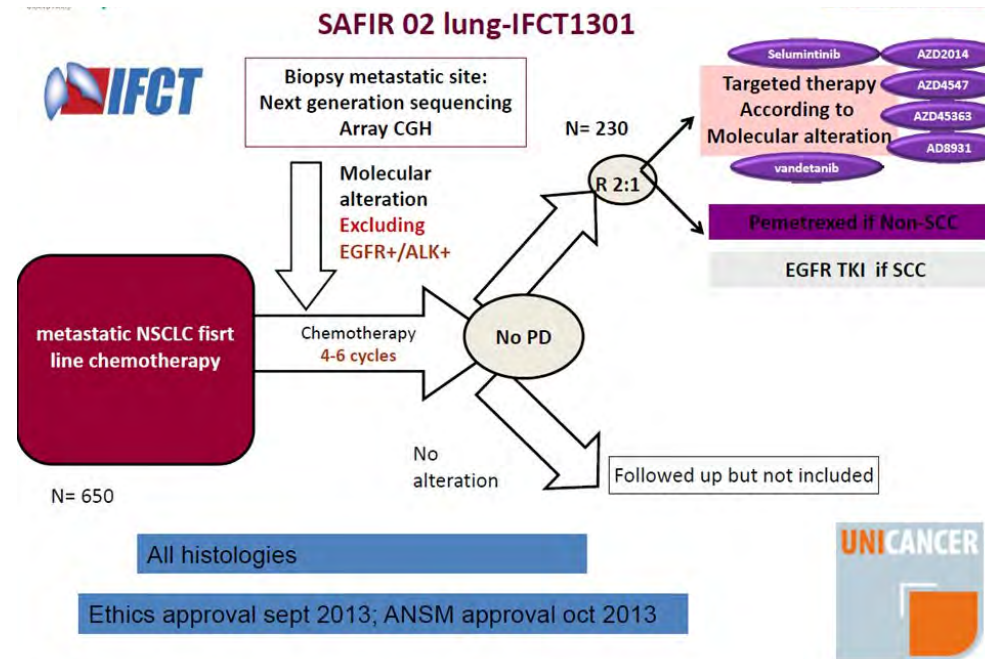 SAFIR 02 lung-IFCT1301
IFCT
Biopsy metastatic site:
Next generation sequencing
Array CGH
Molecular
alteration
Excluding
EGFR+/ALK+
metastatic NSCLC fisrt
line chemotherapy
N= 650
Chemotherapy
4-6 cycles
No PD
N= 230
R 2:1
Selumintinib
AZD2014
Targeted therapy
According to
Molecular alteration
AZD4547
AZD45363
AD8931
vandetanib
Pemetrexed if Non-SCC
EGFR TKI if SCC
No
alteration
Followed up but not included
All histologies
Ethics approval sept 2013; ANSM approval oct 2013
UNICANCER